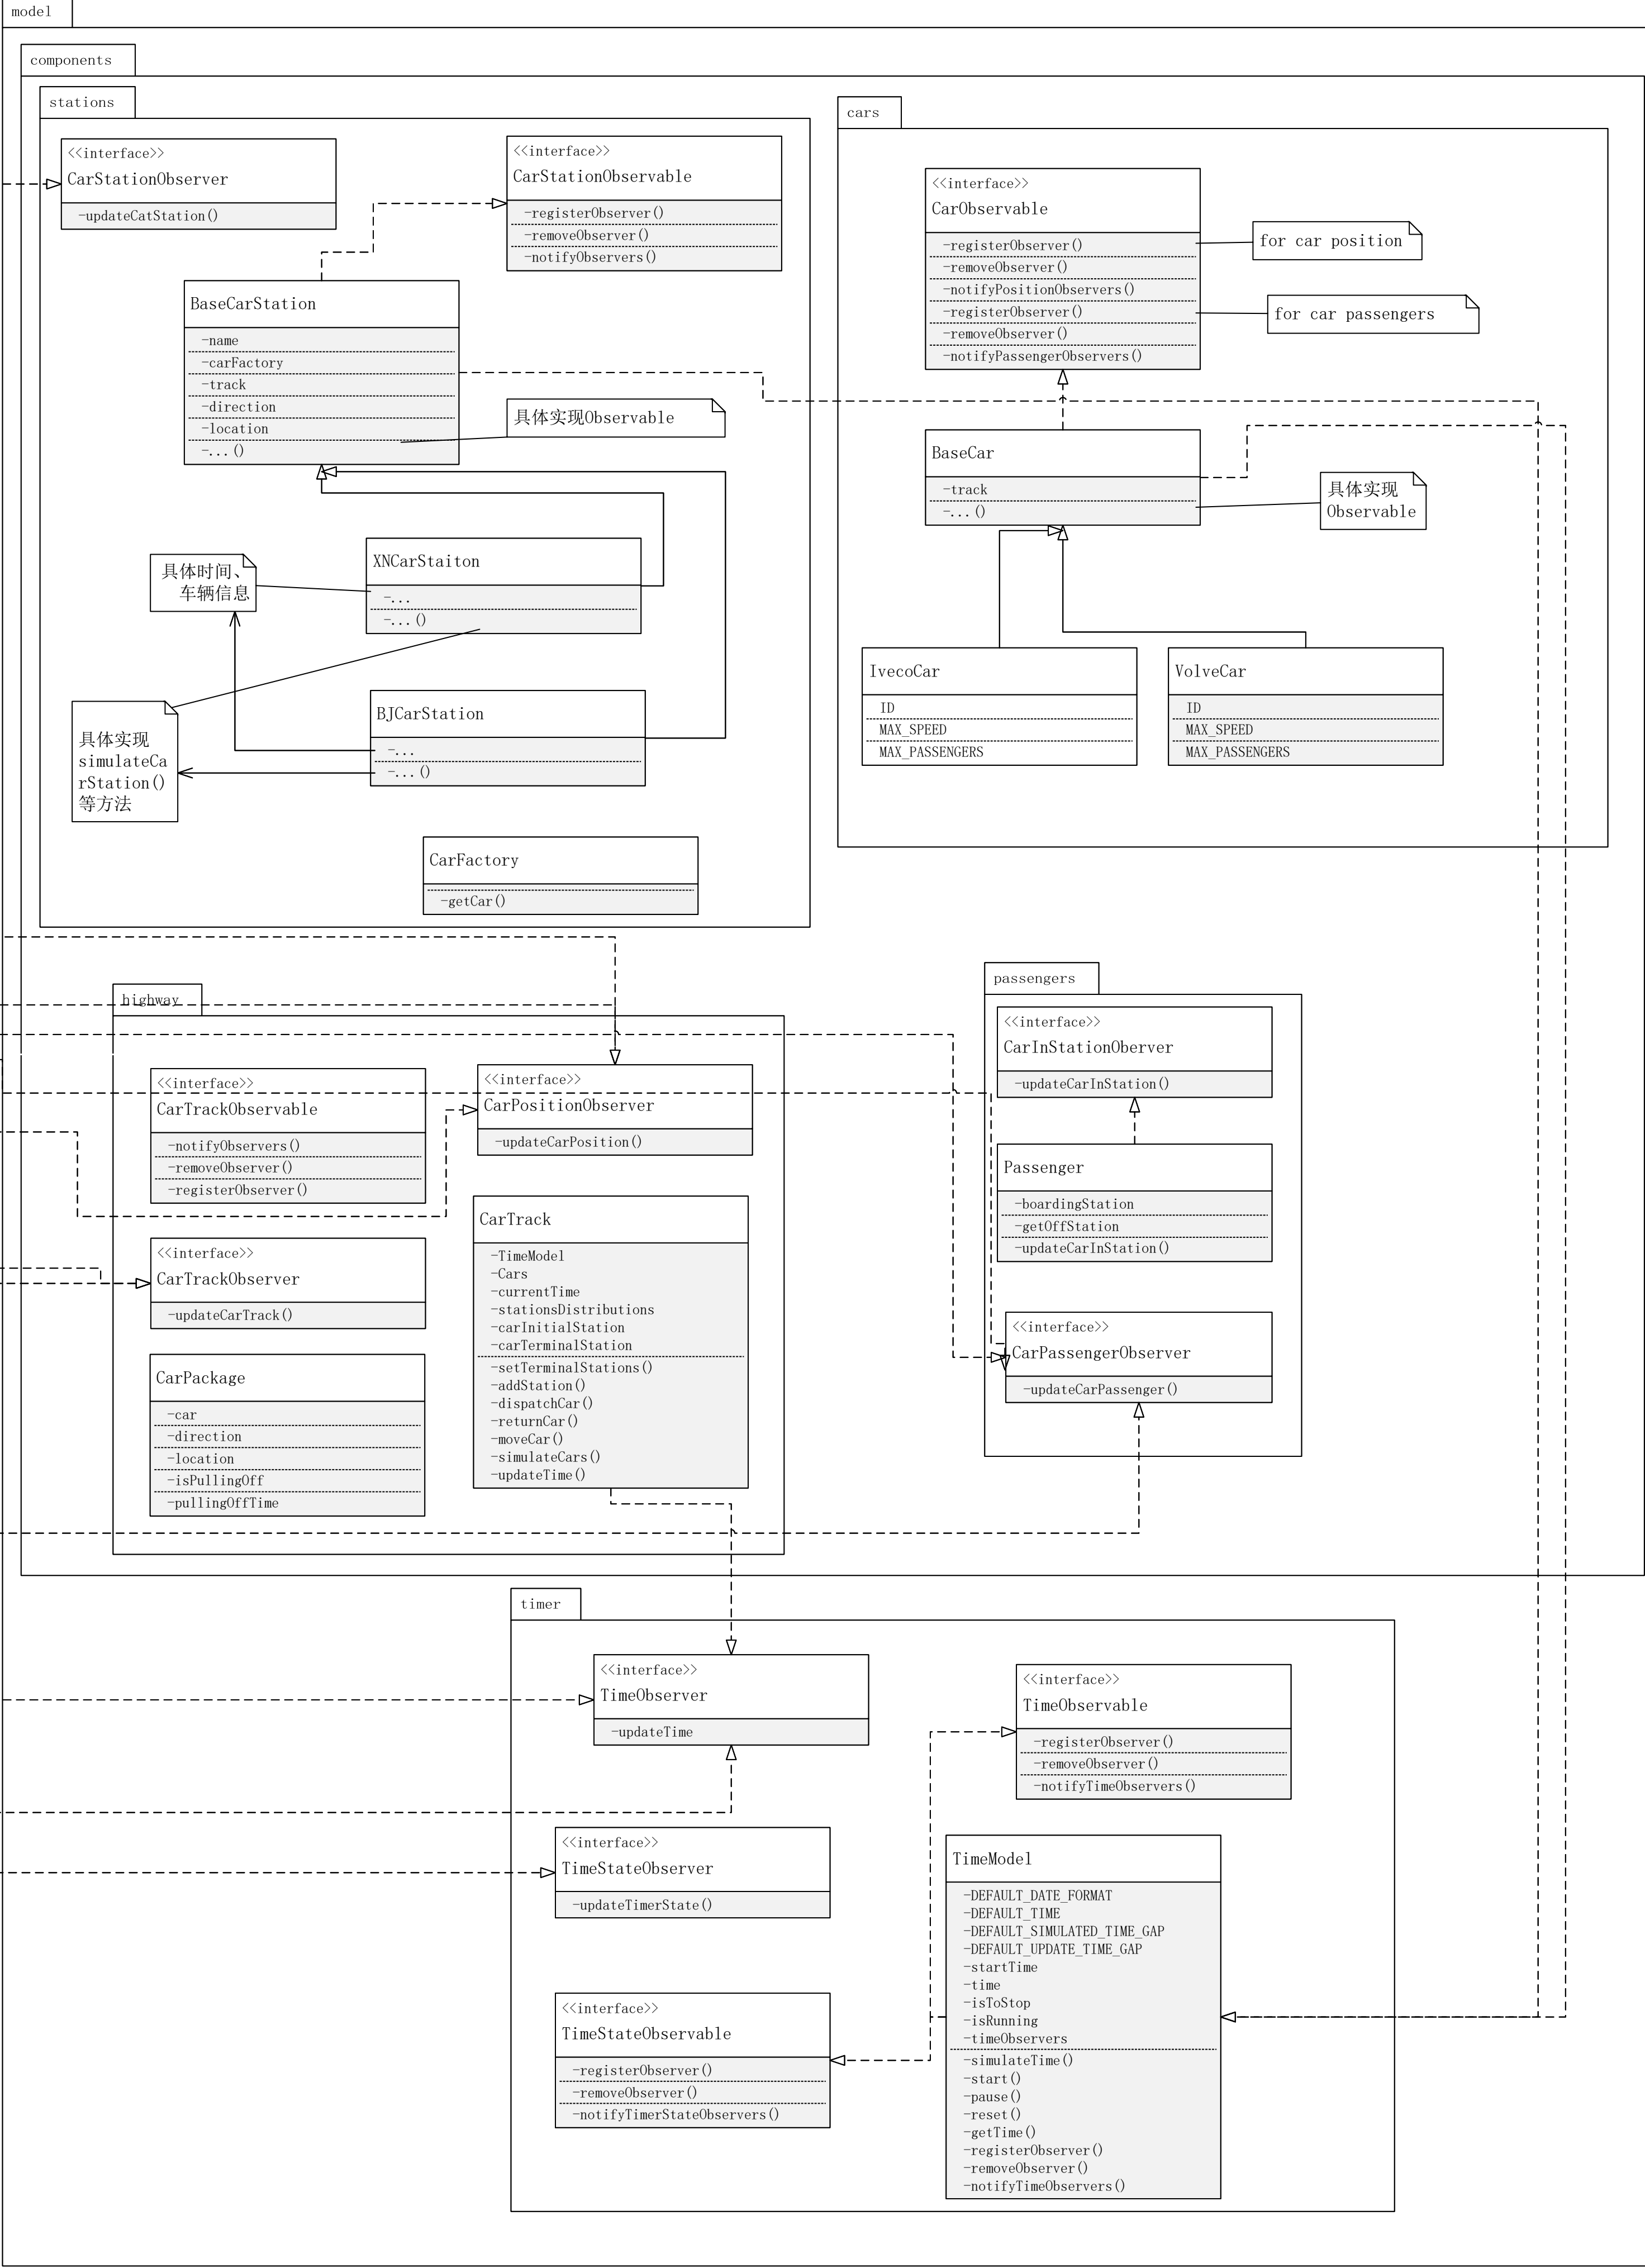 model
components
stations
<<interface>>
CarStationObserver
-updateCatStation()
<<interface>>
CarStationObservable
-registerObserver()
-removeObserver()
-notifyObservers()
BaseCarStation
-name
-carFactory
-track
-direction
-location
-...()
具体实现Observable
XNCarStaiton
-...
-...()
具体时间、
车辆信息
BJCarStation
-...
-...()
具体实现
simulateCa
rStation()
等方法
CarFactory
-getCar()
cars
<<interface>>
CarObservable
-registerObserver()
-removeObserver()
-notifyPositionObservers()
-registerObserver()
-removeObserver()
-notifyPassengerObservers()
for car position
for car passengers
BaseCar
-track
-...()
具体实现
Observable
IvecoCar
ID
MAX_SPEED
MAX_PASSENGERS
VolveCar
ID
MAX_SPEED
MAX_PASSENGERS
highway
<<interface>>
CarTrackObservable
-notifyObservers()
-removeObserver()
-registerObserver()
<<interface>>
CarPositionObserver
-updateCarPosition()
<<interface>>
CarTrackObserver
-updateCarTrack()
CarTrack
-TimeModel
-Cars
-currentTime
-stationsDistributions
-carInitialStation
-carTerminalStation
-setTerminalStations()
-addStation()
-dispatchCar()
-returnCar()
-moveCar()
-simulateCars()
-updateTime()
CarPackage
-car
-direction
-location
-isPullingOff
-pullingOffTime
passengers
<<interface>>
CarInStationOberver
-updateCarInStation()
Passenger
-boardingStation
-getOffStation
-updateCarInStation()
<<interface>>
CarPassengerObserver
-updateCarPassenger()
timer
<<interface>>
TimeObserver
-updateTime
<<interface>>
TimeObservable
-registerObserver()
-removeObserver()
-notifyTimeObservers()
<<interface>>
TimeStateObserver
-updateTimerState()
<<interface>>
TimeStateObservable
-registerObserver()
-removeObserver()
-notifyTimerStateObservers()
TimeModel
-DEFAULT_DATE_FORMAT
-DEFAULT_TIME
-DEFAULT_SIMULATED_TIME_GAP
-DEFAULT_UPDATE_TIME_GAP
-startTime
-time
-isToStop
-isRunning
-timeObservers
-simulateTime()
-start()
-pause()
-reset()
-getTime()
-registerObserver()
-removeObserver()
-notifyTimeObservers()